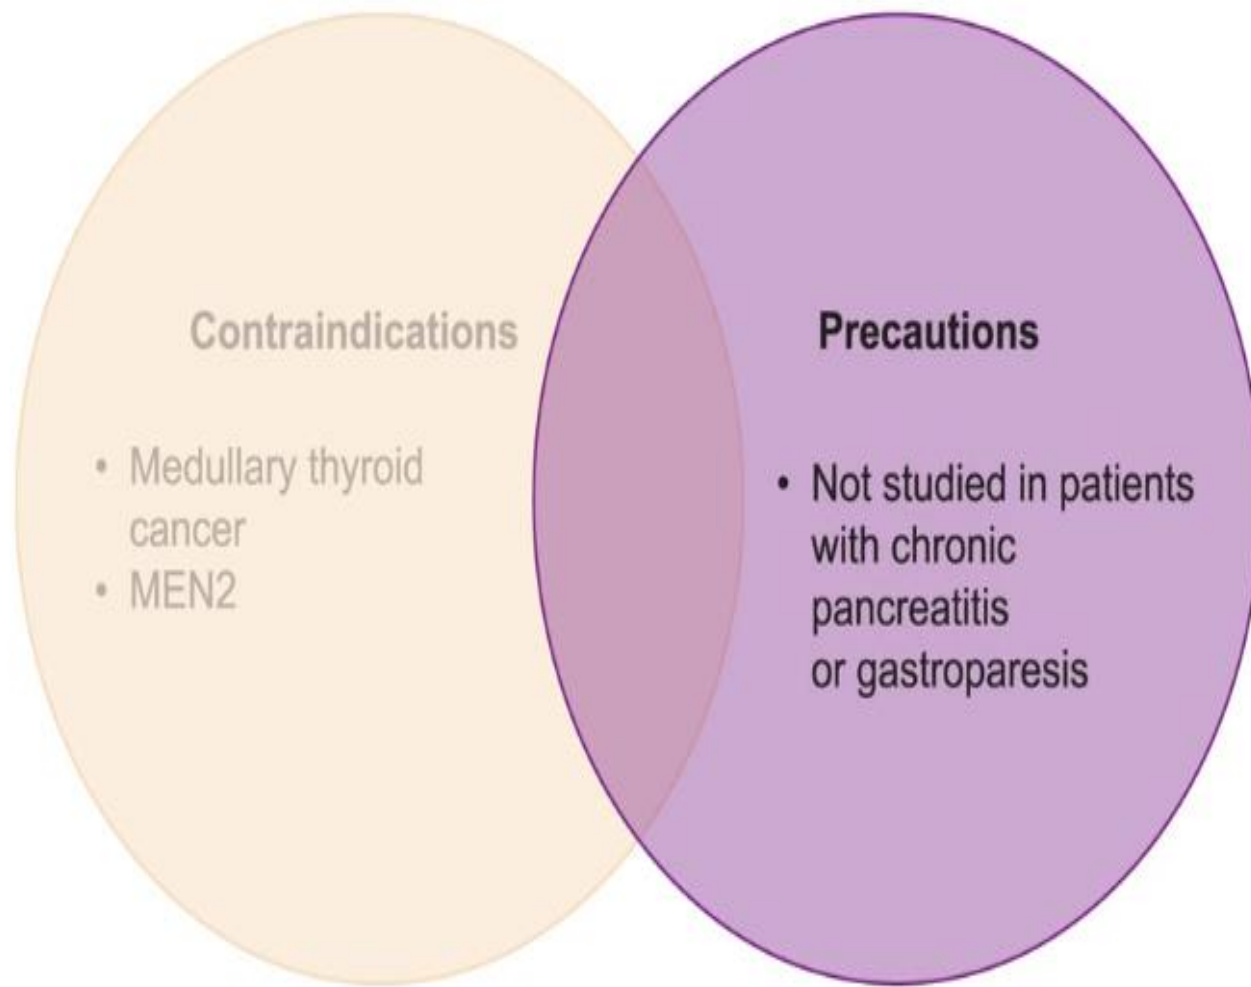 Contraindications
• Medullary thyroid
cancer
• MEN2
Precautions
• Not studied in patients
with chronic
pancreatitis
or gastroparesis